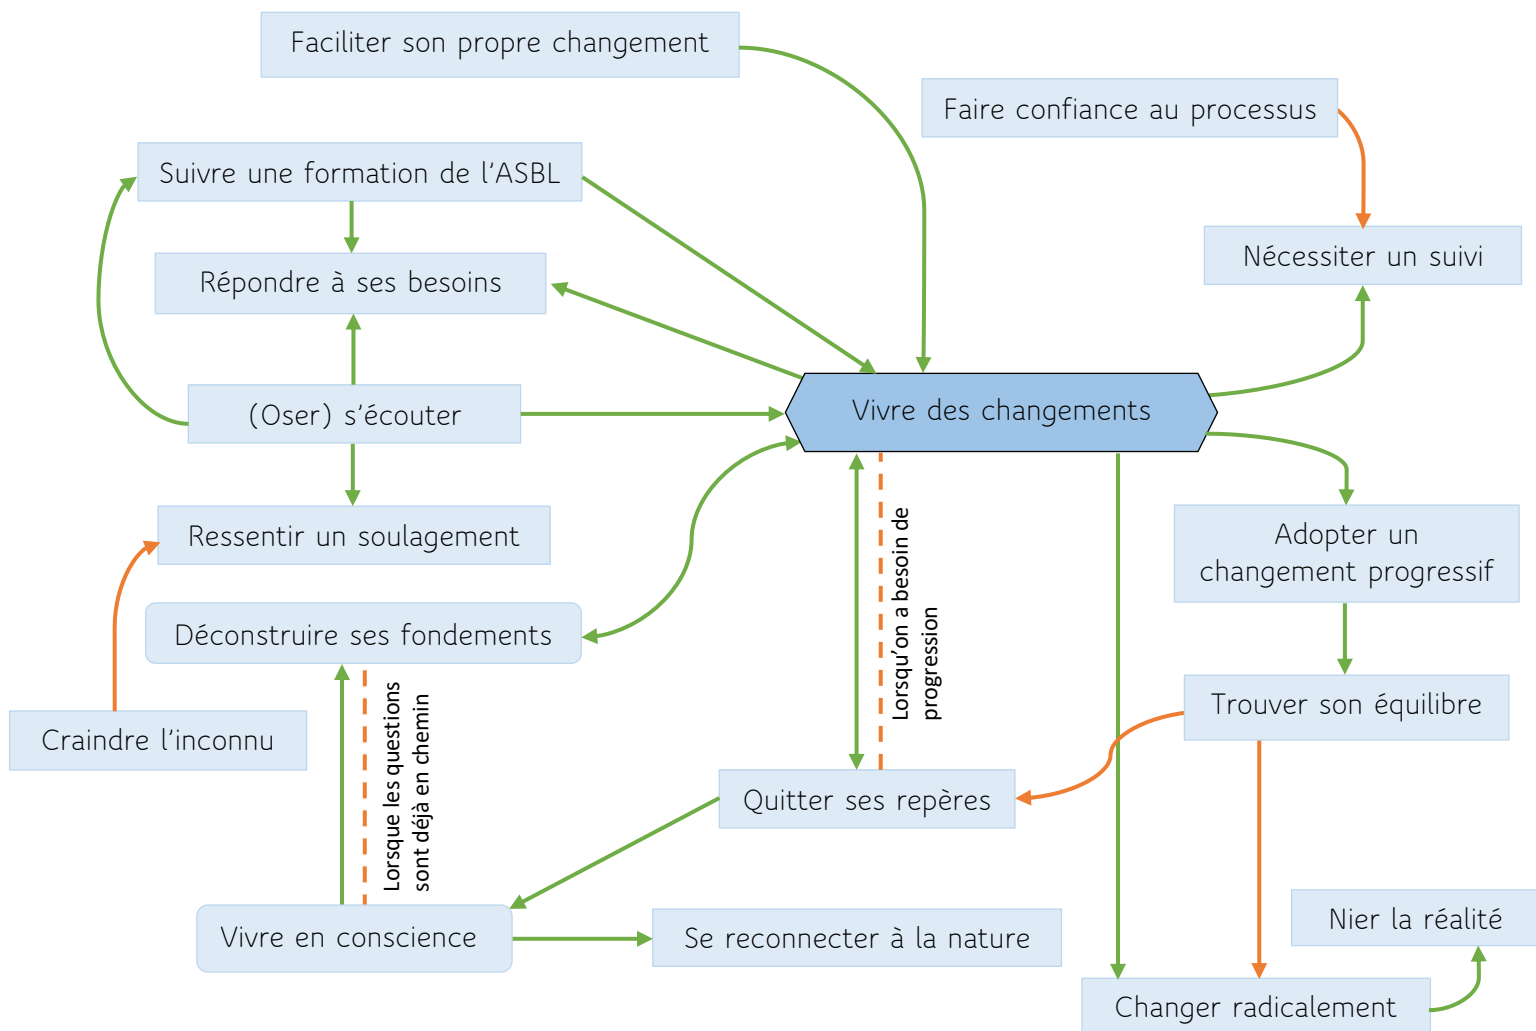 Faciliter son propre changement
Faire confiance au processus
Suivre une formation de l'ASBL
Nécessiter un suivi
Répondre à ses besoins
(Oser) s'écouter
Vivre des changements
Ressentir un soulagement
Adopter un
changement progressif
Lorsqu'on a besoin de
progression
Déconstruire ses fondements
Trouver son équilibre
Craindre l'inconnu
Lorsque les questions
sont déjà en chemin
Quitter ses repères
Nier la réalité
Vivre en conscience
Se reconnecter à la nature
Changer radicalement